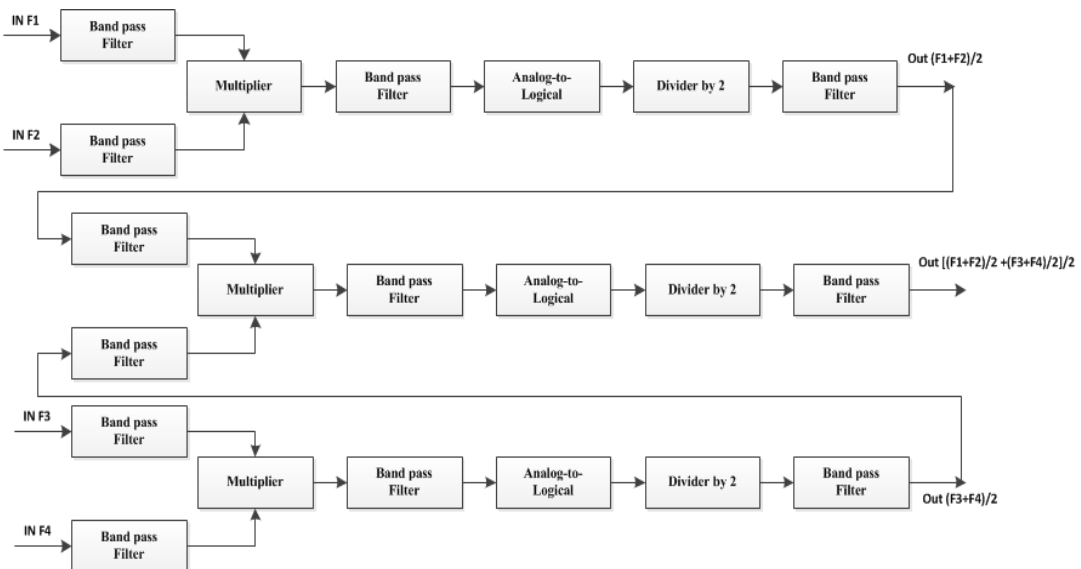 IN F1
Band pass
Filter
Multiplier
Band pass
Filter
Analog-to-
Logical
Divider by 2
Band pass
Filter
Out (F1+F2)/2
IN F2
Band pass
Filter
Band pass
Filter
Multiplier
Band pass
Filter
Analog-to-
Logical
Divider by 2
Band pass
Filter
Out [(F1+F2)/2 +(F3+F4)/2]/2
Band pass
Filter
IN F3
Band pass
Filter
Multiplier
Band pass
Filter
Analog-to-
Logical
Divider by 2
Band pass
Filter
Out (F3+F4)/2
IN F4
Band pass
Filter